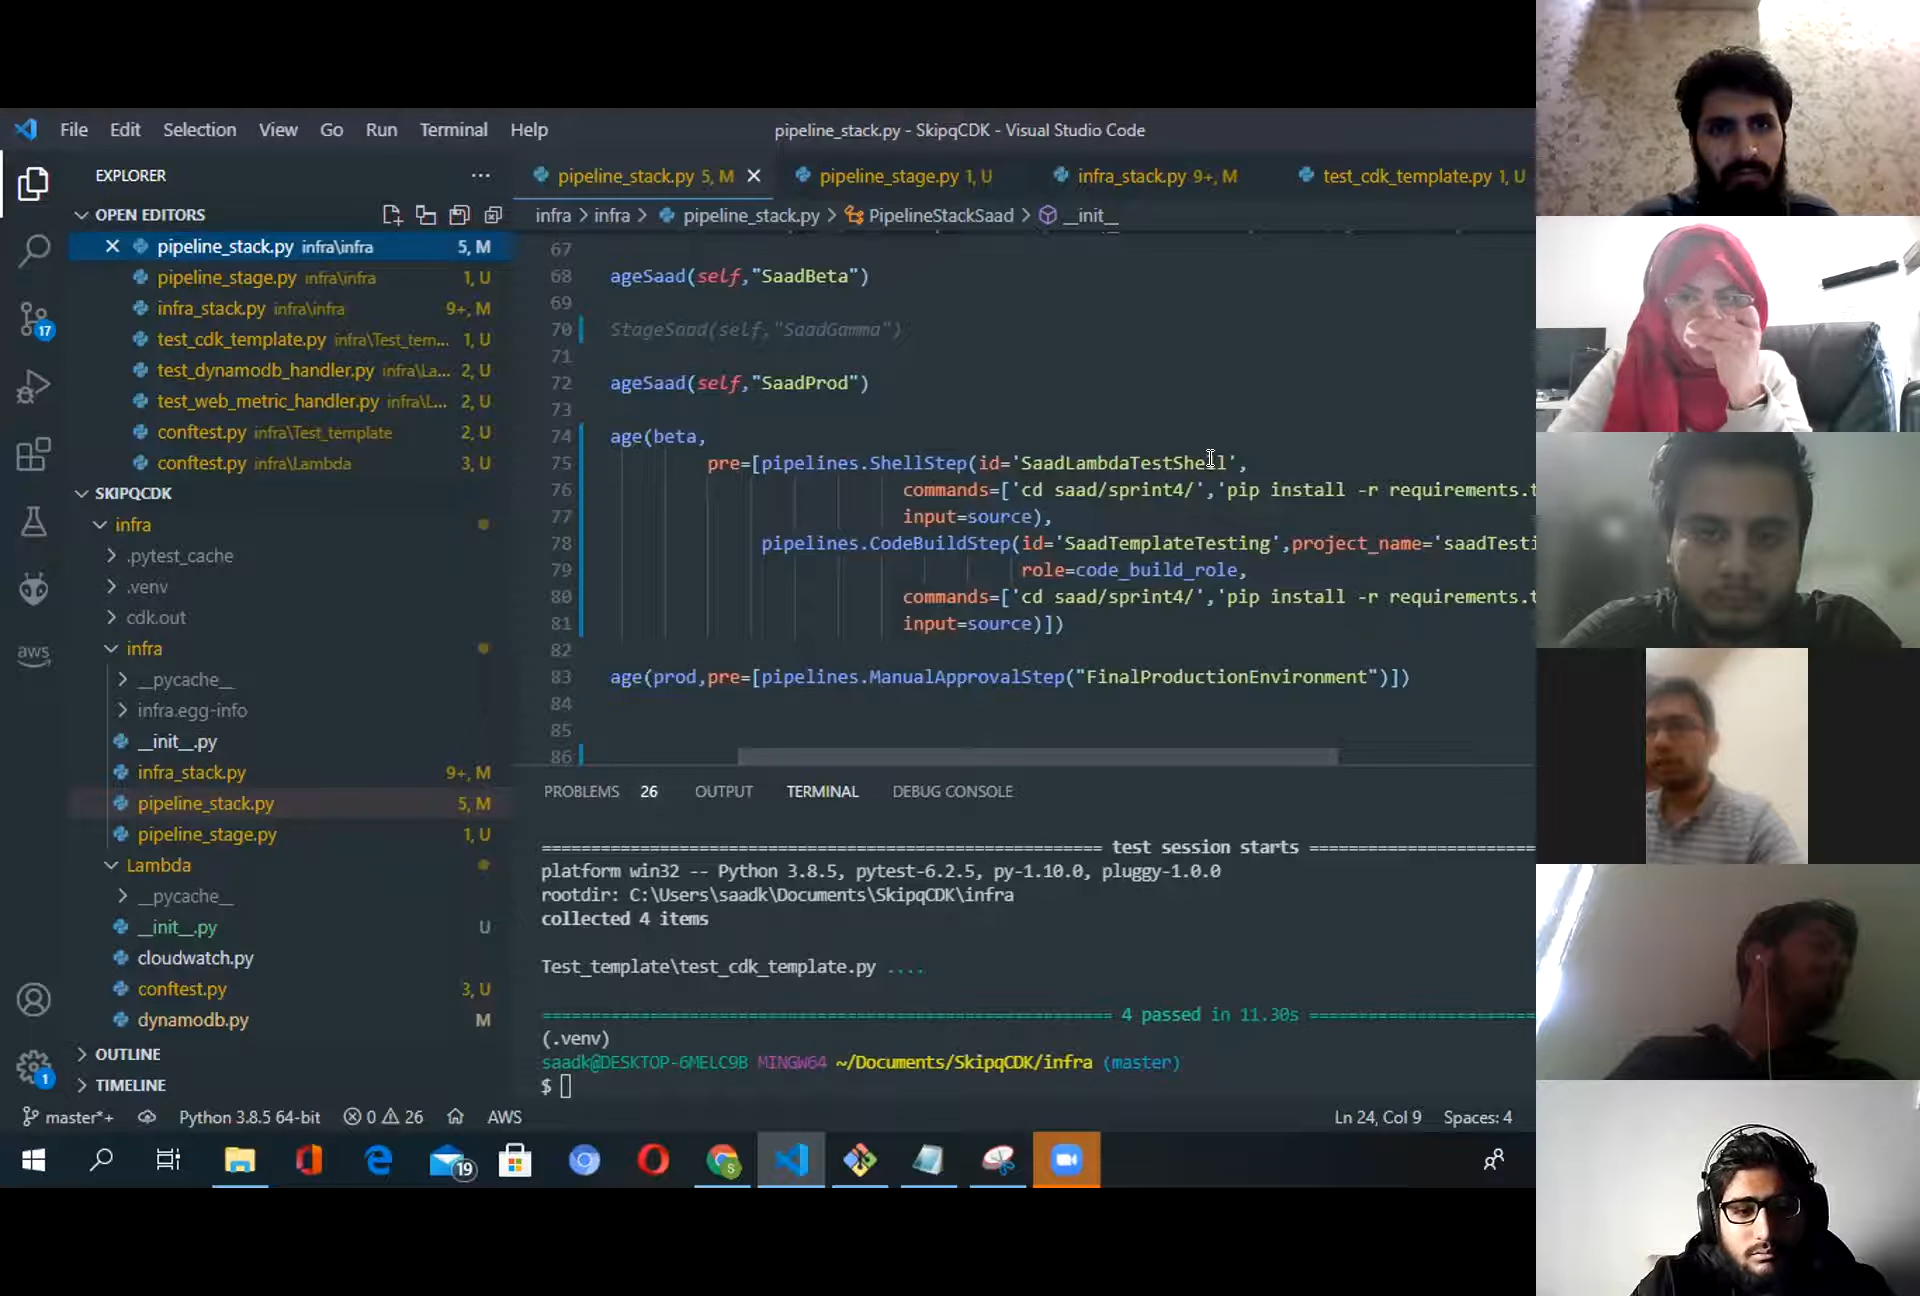 File Edit Selection View Go Run Terminal Help
pipeline_stack.py - SkipqCDK - Visual Studio Code
EXPLORER
OPEN EDITORS
pipeline_stack.py infra\infra 5, M
pipeline_stage.py infra\infra 1, U
infra_stack.py infra\infra 9+, M
test_cdk_template.py infra\Test_tem... 1, U
test_dynamodb_handler.py infra\La... 2, U
test_web_metric_handler.py infra\L... 2, U
conftest.py infra\Test_template 2, U
conftest.py infra\Lambda 3, U
SKIPQCDK
infra
.pytest_cache
.venv
cdk.out
infra
__pycache__
infra.egg-info
__init__.py
infra_stack.py 9+, M
pipeline_stack.py 5, M
pipeline_stage.py 1, U
Lambda
__pycache__
__init__.py U
cloudwatch.py
conftest.py 3, U
dynamodb.py M
OUTLINE
TIMELINE
17
aws
1
pipeline_stack.py 5, M
pipeline_stage.py 1, U
infra_stack.py 9+, M
test_cdk_template.py 1, U
infra > infra > pipeline_stack.py > PipelineStackSaad > __init__
67
68 ageSaad(self,"SaadBeta")
69
70 StageSaad(self,"SaadGamma")
71
72 ageSaad(self,"SaadProd")
73
74 age(beta,
75 pre=[pipelines.ShellStep(id='SaadLambdaTestShell',
76 commands=['cd saad/sprint4/','pip install -r requirements.t
77 input=source),
78 pipelines.CodeBuildStep(id='SaadTemplateTesting',project_name='saadTesti
79 role=code_build_role,
80 commands=['cd saad/sprint4/','pip install -r requirements.t
81 input=source)])
82
83 age(prod,pre=[pipelines.ManualApprovalStep("FinalProductionEnvironment")])
84
85
86
PROBLEMS 26 OUTPUT TERMINAL DEBUG CONSOLE
test session starts
platform win32 -- Python 3.8.5, pytest-6.2.5, py-1.10.0, pluggy-1.0.0
rootdir: C:\Users\saadk\Documents\SkipqCDK\infra
collected 4 items
Test_template\test_cdk_template.py ....
4 passed in 11.30s
(.venv)
saadk@DESKTOP-6MELC9B MINGW64 ~/Documents/SkipqCDK/infra (master)
$
master*+ Python 3.8.5 64-bit 0 26 AWS Ln 24, Col 9 Spaces: 4
19